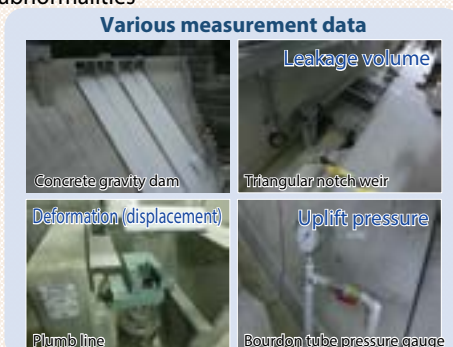 abnormalities
Various measurement data
Leakage volume
Concrete gravity dam
Triangular notch weir
Deformation (displacement)
Uplift pressure
Plumb line
Bourdon tube pressure gauge